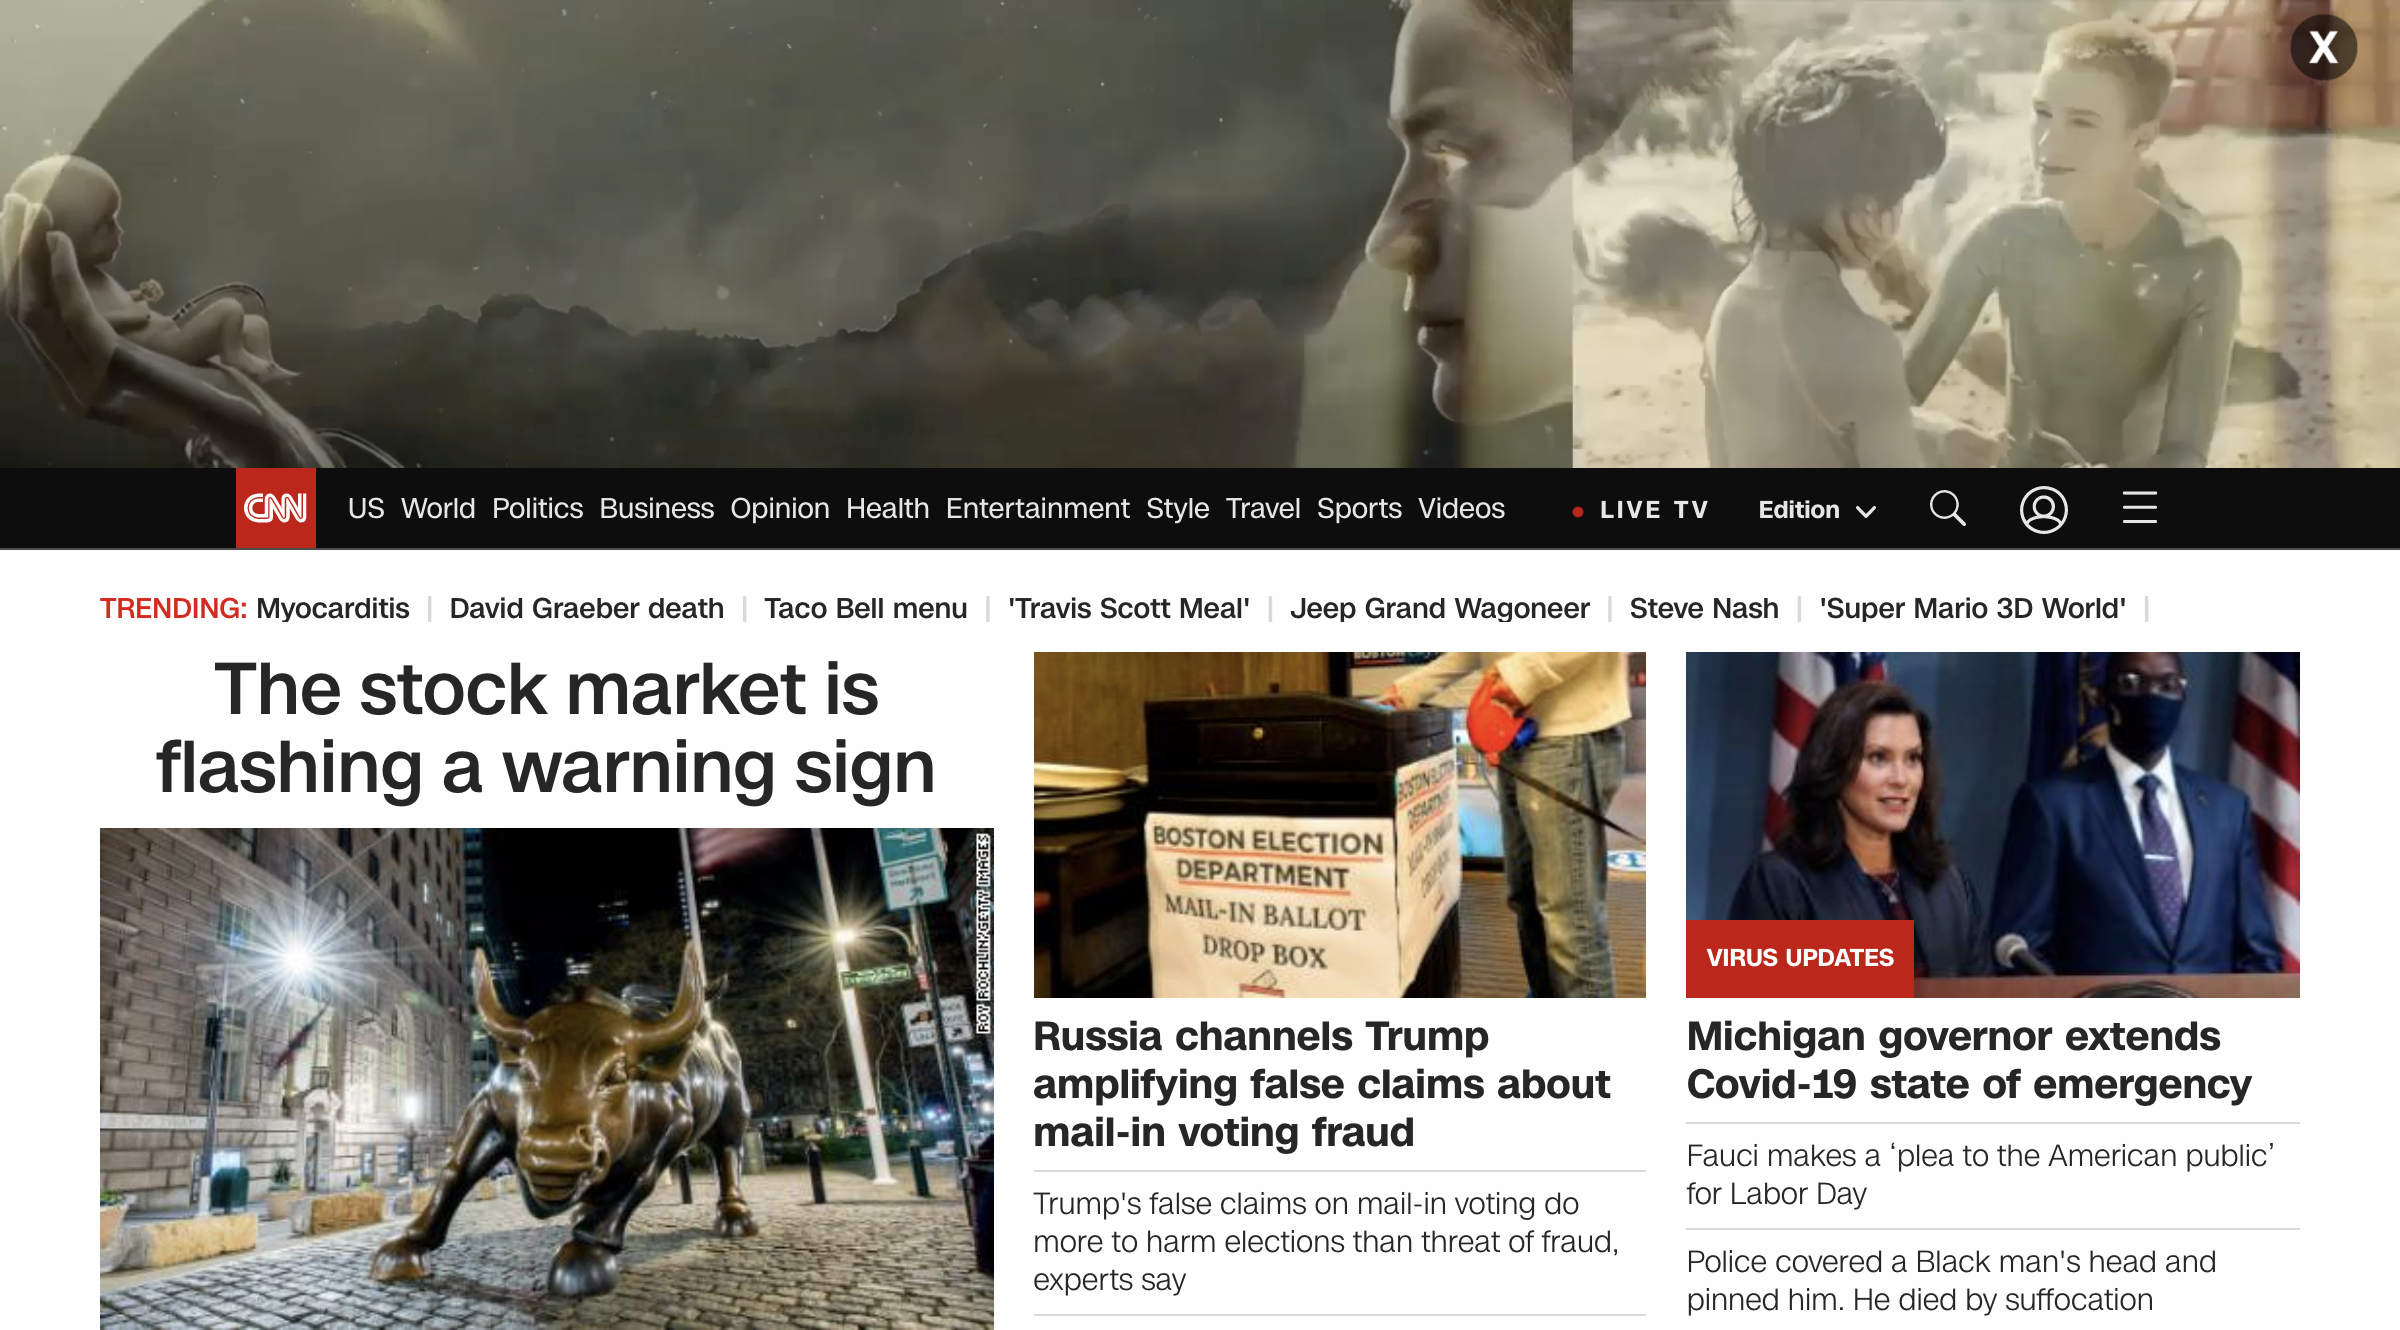 X
CNN
US World Politics Business Opinion Health Entertainment Style Travel Sports Videos
LIVE TV
Edition
TRENDING: Myocarditis | David Graeber death | Taco Bell menu | 'Travis Scott Meal' | Jeep Grand Wagoneer | Steve Nash | 'Super Mario 3D World' |
The stock market is
flashing a warning sign
ROY ROCHLIN/GETTY IMAGES
BOSTON ELECTION
DEPARTMENT
MAIL-IN BALLOT
DROP BOX
BOSTON ELECTION
DEPARTMENT
Russia channels Trump
amplifying false claims about
mail-in voting fraud
Trump's false claims on mail-in voting do
more to harm elections than threat of fraud,
experts say
VIRUS UPDATES
Michigan governor extends
Covid-19 state of emergency
Fauci makes a ‘plea to the American public’
for Labor Day
Police covered a Black man's head and
pinned him. He died by suffocation